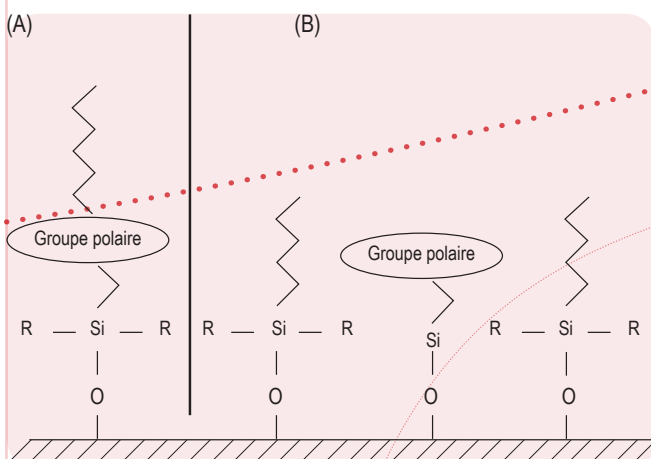 (A) (B)
Groupe polaire
Groupe polaire
R — Si — R R — Si — R Si R — Si — R
O O O O